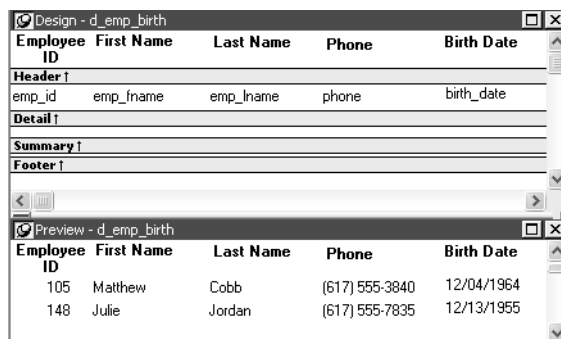 Design - d_emp_birth
Employee ID First Name Last Name Phone Birth Date
Header ↑
emp_id emp_fname emp_lname phone birth_date
Detail ↑
Summary ↑
Footer ↑
Preview - d_emp_birth
Employee ID First Name Last Name Phone Birth Date
105 Matthew Cobb (617) 555-3840 12/04/1964
148 Julie Jordan (617) 555-7835 12/13/1955